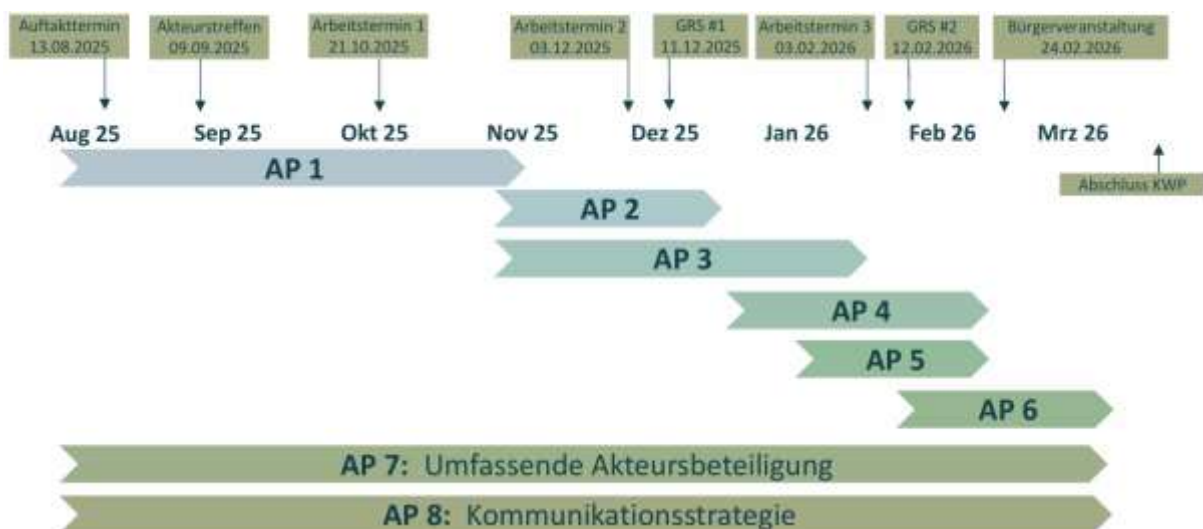 Auftakttermin
13.08.2025
Akteurstreffen
09.09.2025
Arbeitstermin 1
21.10.2025
Arbeitstermin 2
03.12.2025
GRS #1
11.12.2025
Arbeitstermin 3
03.02.2026
GRS #2
12.02.2026
Bürgerveranstaltung
24.02.2026
Aug 25
Sep 25
Okt 25
Nov 25
Dez 25
Jan 26
Feb 26
Mrz 26
Abschluss KWP
AP 1
AP 2
AP 3
AP 4
AP 5
AP 6
AP 7: Umfassende Akteursbeteiligung
AP 8: Kommunikationsstrategie